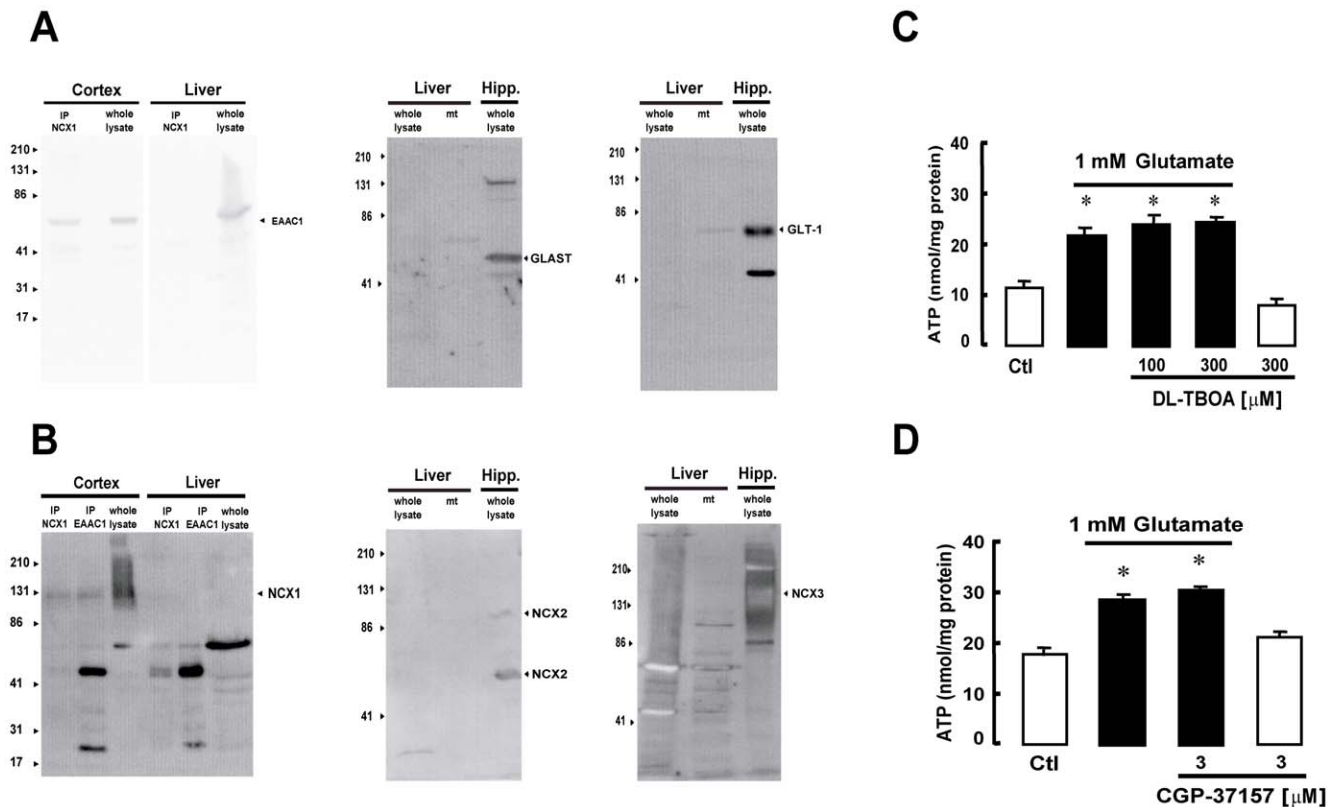 A
Cortex Liver
IP NCX1 whole lysate IP NCX1 whole lysate
210
131
86
41
31
17
EAAC1
Liver Hipp.
whole lysate mt whole lysate
210
131
86
41
GLAST
Liver Hipp.
whole lysate mt whole lysate
210
131
86
41
GLT-1
B
Cortex Liver
IP NCX1 IP EAAC1 whole lysate IP NCX1 IP EAAC1 whole lysate
210
131
86
41
31
17
NCX1
Liver Hipp.
whole lysate mt whole lysate
210
131
86
41
NCX2
NCX2
Liver Hipp.
whole lysate mt whole lysate
210
131
86
41
NCX3
C
ATP (nmol/mg protein)
40
30
20
10
0
1 mM Glutamate
* * *
Ctl 100 300 300
DL-TBOA [μM]
D
ATP (nmol/mg protein)
40
30
20
10
0
1 mM Glutamate
* *
Ctl 3 3
CGP-37157 [μM]